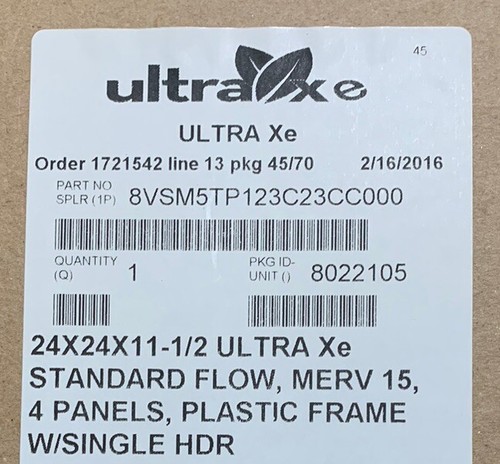 45
ultra xe
ULTRA Xe
Order 1721542 line 13 pkg 45/70 2/16/2016
PART NO
SPLR (1P) 8VSM5TP123C23CC000
QUANTITY
(Q) 1
PKG ID-
UNIT () 8022105
24X24X11-1/2 ULTRA Xe
STANDARD FLOW, MERV 15,
4 PANELS, PLASTIC FRAME
W/SINGLE HDR